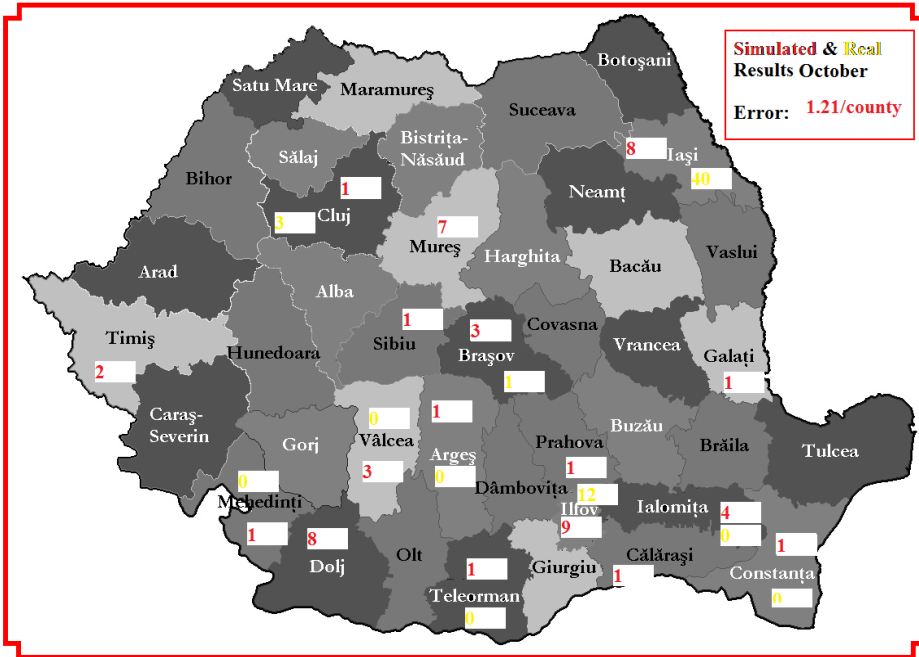 Simulated & Real
Results October
Error: 1.21/county
Botoşani
Satu Mare
Maramureş
Suceava
Bistriţa-
Năsăud
Sălaj
8
Iaşi
40
Bihor
1
Neamţ
3
Cluj
7
Mureş
Harghita
Bacău
Vaslui
Arad
Alba
1
3
Covasna
Timiş
Hunedoara
Sibiu
Braşov
Vrancea
Galaţi
2
1
1
Caraş-
Severin
0
1
Gorj
Vâlcea
Buzău
Prahova
Brăila
Tulcea
Argeş
3
0
1
0
Dâmboviţa
12
Mehedinţi
Ilfov
Ialomiţa
4
9
1
8
0
1
Olt
Călăraşi
Dolj
1
Giurgiu
1
Constanţa
Teleorman
0
0